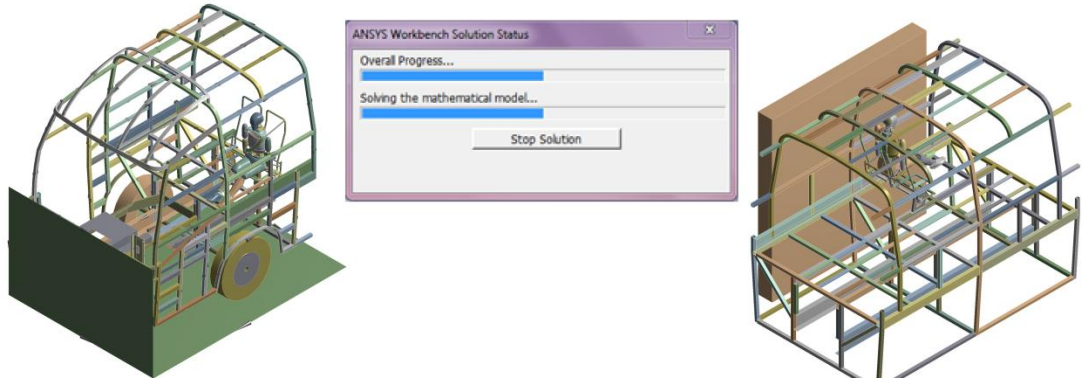 ANSYS Workbench Solution Status
Overall Progress...
Solving the mathematical model...
Stop Solution